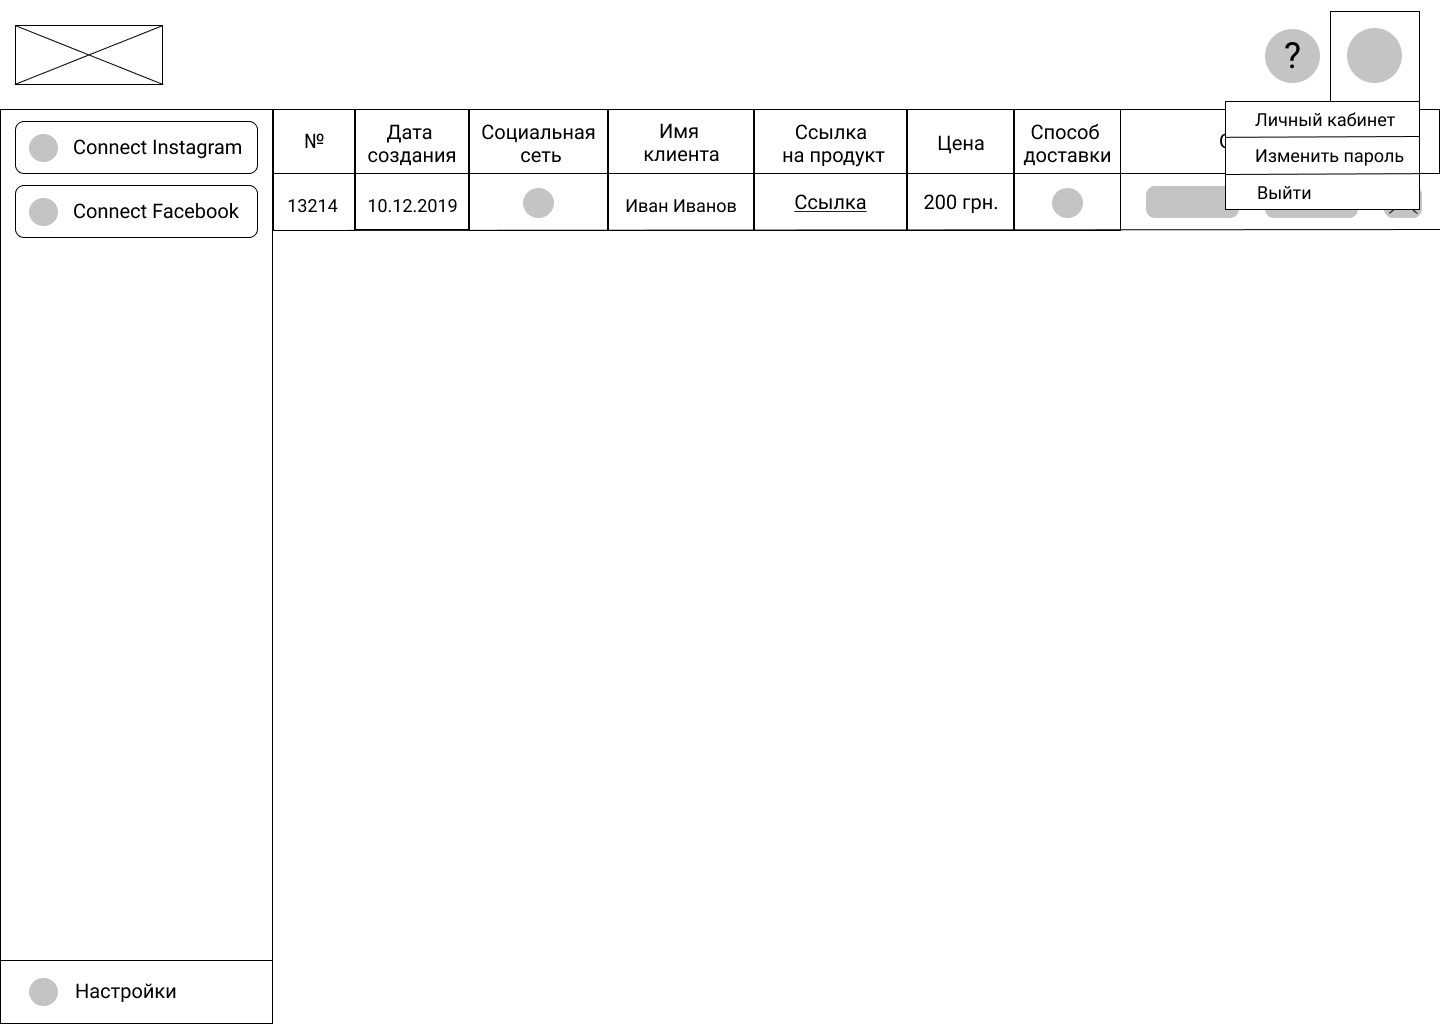 ?
Личный кабинет
Изменить пароль
Выйти
Connect Instagram
Connect Facebook
№
Дата
создания
Социальная
сеть
Имя
клиента
Ссылка
на продукт
Цена
Способ
доставки
13214
10.12.2019
Иван Иванов
Ссылка
200 грн.
Настройки